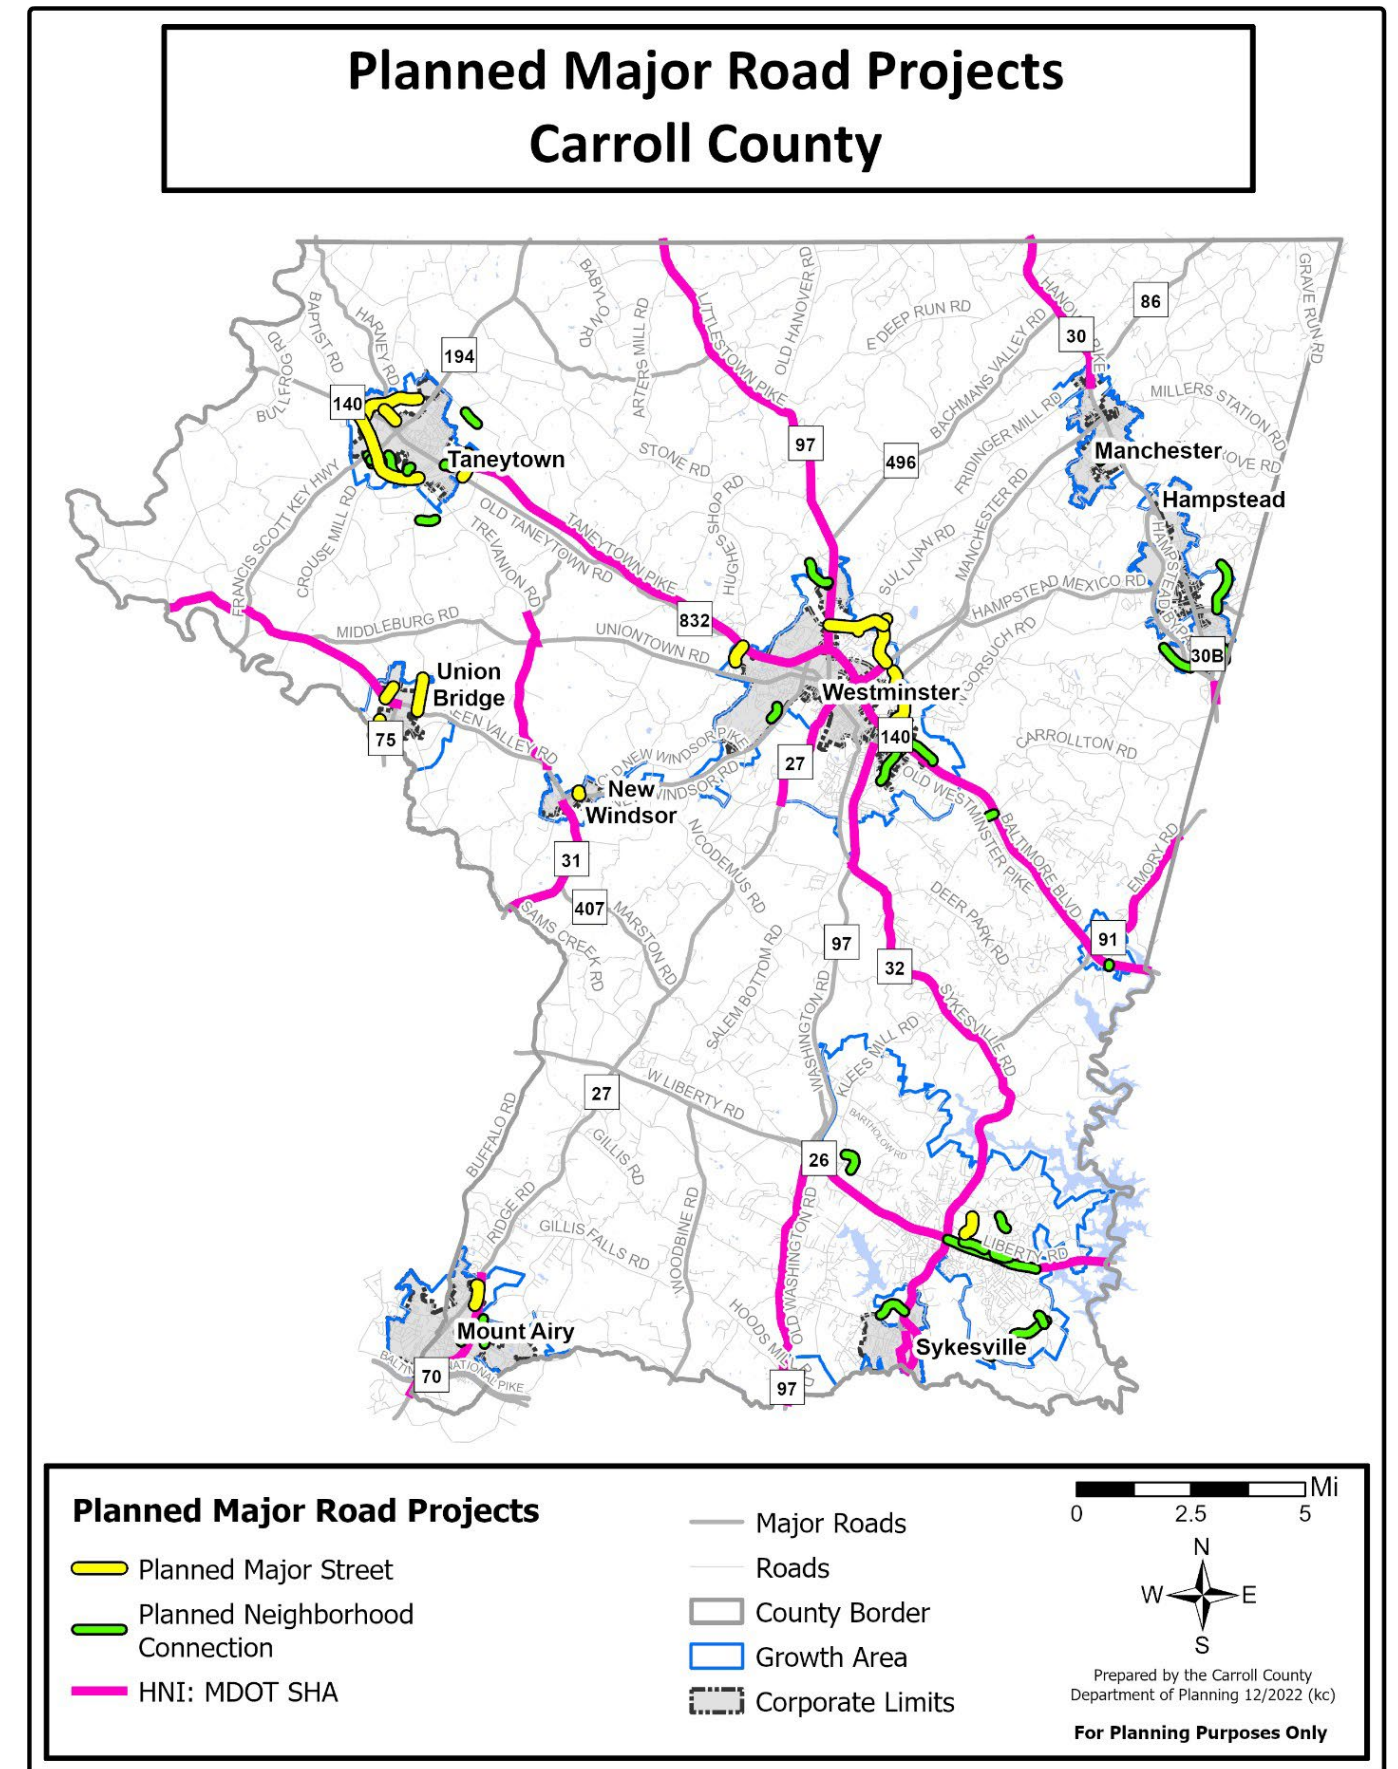 Planned Major Road Projects
Carroll County
GRAVE RUN RD
BABYLON RD
OLD HANOVER RD
LITTLESTOWN PIKE
BAPTIST RD
HARNEY RD
BULLFROG RD
ARTERS MILL RD
E DEEP RUN RD
BACHMANS VALLEY RD
86
30
194
140
MILLERS STATION RD
FRIDINGER MILL RD
97
496
Manchester
Taneytown
STONE RD
Hampstead
FRANCIS SCOTT KEY HWY
CROUSE MILL RD
OLD TANEYTOWN RD
TREVANION RD
TANEYTOWN PIKE
HUGHES SHOP RD
SULLIVAN RD
MANCHESTER RD
HAMPSTEAD MEXICO RD
832
MIDDLEBURG RD
UNIONTOWN RD
GORSUCH RD
30B
Union
Bridge
Westminster
75
140
27
CARROLLTON RD
New
Windsor
OLD WESTMINSTER PIKE
BALTIMORE BLVD
EMORY RD
31
407
NICODEMUS RD
DEER PARK RD
SAMS CREEK RD
MARSTON RD
91
97
32
SALEM BOTTOM RD
WASHINGTON RD
SYKESVILLE RD
KLEES MILL RD
27
W LIBERTY RD
BUFFALO RD
BARTHOLOW RD
GILLIS RD
26
RIDGE RD
GILLIS FALLS RD
WOODBINE RD
OLD WASHINGTON RD
LIBERTY RD
HOODS MILL RD
Mount Airy
Sykesville
70
NATIONAL PIKE
97
Planned Major Road Projects
Planned Major Street
Planned Neighborhood
Connection
HNI: MDOT SHA
Major Roads
Roads
County Border
Growth Area
Corporate Limits
Mi
0 2.5 5
N
W E
S
Prepared by the Carroll County
Department of Planning 12/2022 (kc)
For Planning Purposes Only